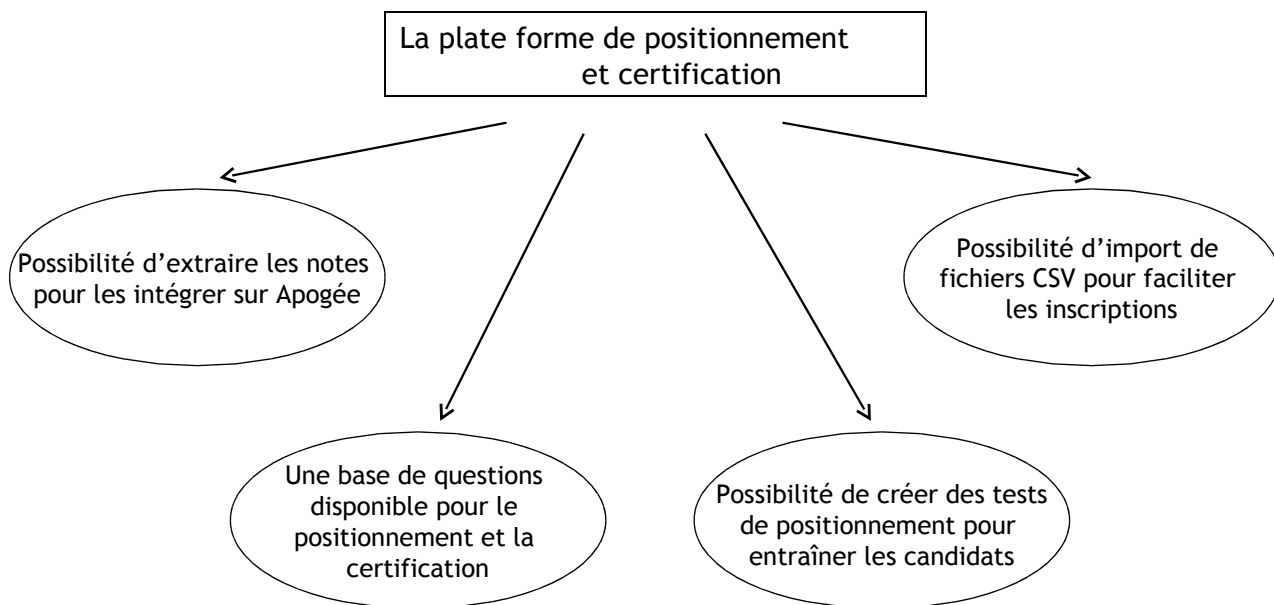 La plate forme de positionnement
et certification
Possibilité d’extraire les notes
pour les intégrer sur Apogée
Possibilité d’import de
fichiers CSV pour faciliter
les inscriptions
Une base de questions
disponible pour le
positionnement et la
certification
Possibilité de créer des tests
de positionnement pour
entraîner les candidats